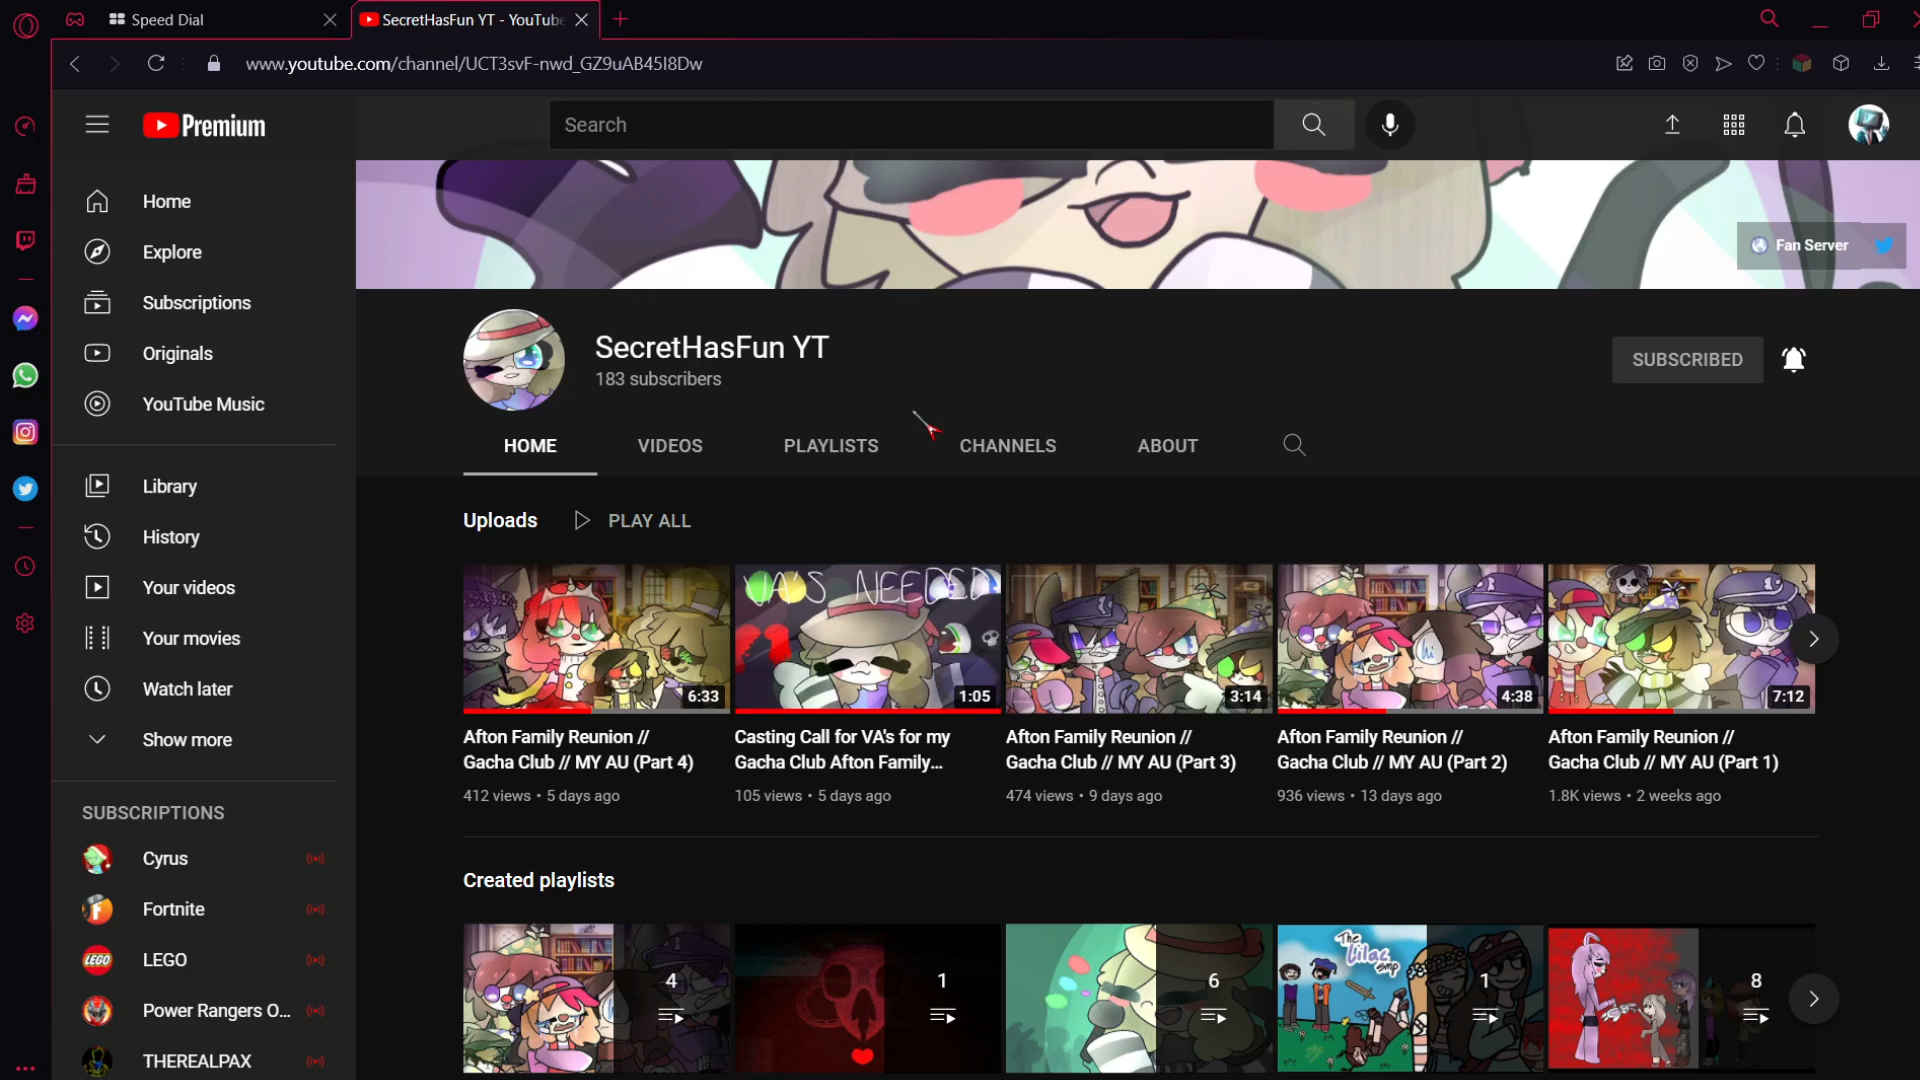 Speed Dial
SecretHasFun YT - YouTube
www.youtube.com/channel/UCT3svF-nwd_GZ9uAB45I8Dw
Premium
Search
Home
Explore
Subscriptions
Originals
YouTube Music
Library
History
Your videos
Your movies
Watch later
Show more
SUBSCRIPTIONS
Cyrus
Fortnite
LEGO
LEGO
Power Rangers O...
THEREALPAX
Fan Server
SecretHasFun YT
183 subscribers
SUBSCRIBED
HOME
VIDEOS
PLAYLISTS
CHANNELS
ABOUT
Uploads
PLAY ALL
6:33
Afton Family Reunion //
Gacha Club // MY AU (Part 4)
412 views • 5 days ago
VA'S NEEDED
1:05
Casting Call for VA's for my
Gacha Club Afton Family...
105 views • 5 days ago
3:14
Afton Family Reunion //
Gacha Club // MY AU (Part 3)
474 views • 9 days ago
hi
4:38
Afton Family Reunion //
Gacha Club // MY AU (Part 2)
936 views • 13 days ago
7:12
Afton Family Reunion //
Gacha Club // MY AU (Part 1)
1.8K views • 2 weeks ago
Created playlists
4
1
6
The
Lilac
smp
1
8